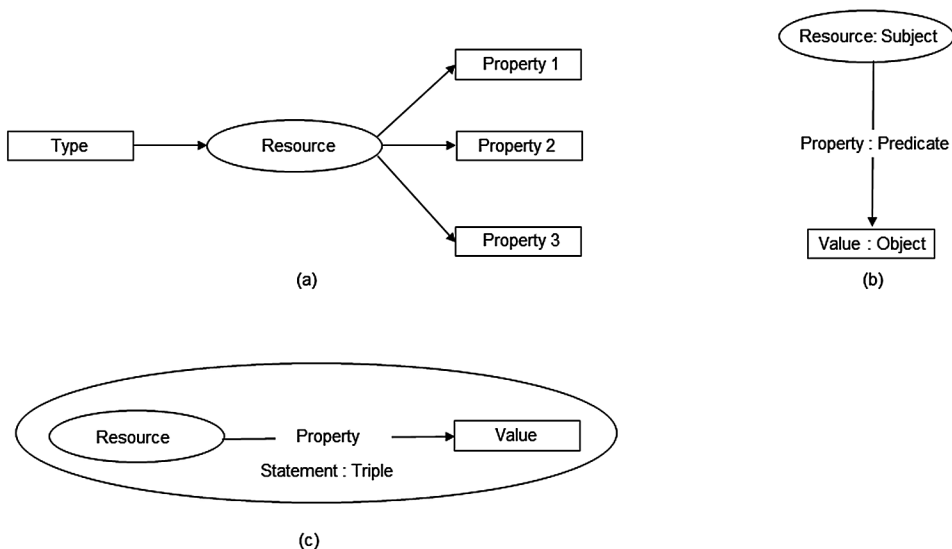 Property 1
Type
Resource
Property 2
Property 3
(a)
Resource: Subject
Property : Predicate
Value : Object
(b)
Resource
Property
Value
Statement : Triple
(c)